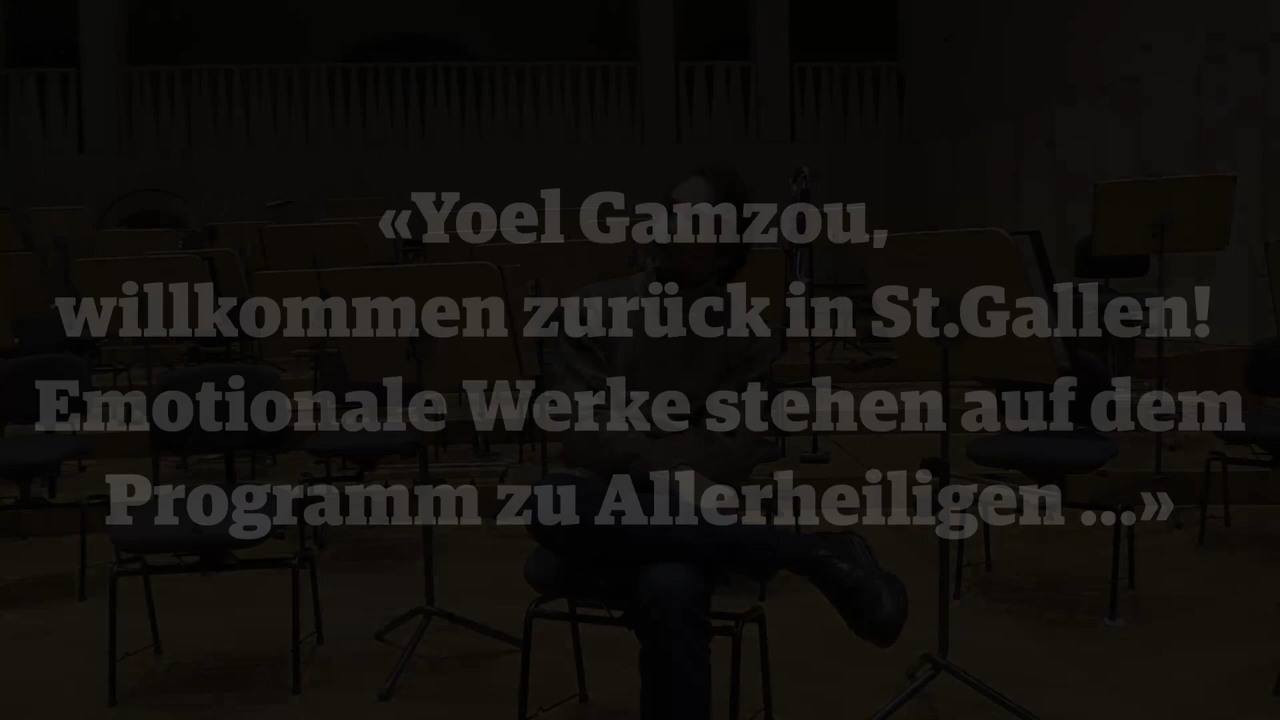 «Yoel Gamzou,
willkommen zurück in St.Gallen!
Emotionale Werke stehen auf dem
Programm zu Allerheiligen ...»